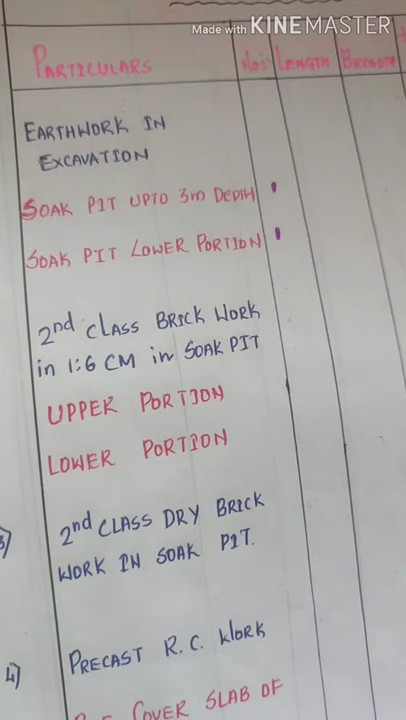 Made with KINEMASTER
PARTICULARS No's LENGTH BREADTH
EARTHWORK IN
EXCAVATION
SOAK PIT UPTO 3m DEPTH
SOAK PIT LOWER PORTION
2nd CLASS BRICK WORK
in 1:6 CM in SOAK PIT
UPPER PORTION
LOWER PORTION
3) 2nd CLASS DRY BRICK
WORK IN SOAK PIT.
4) PRECAST R.C. WORK
COVER SLAB OF